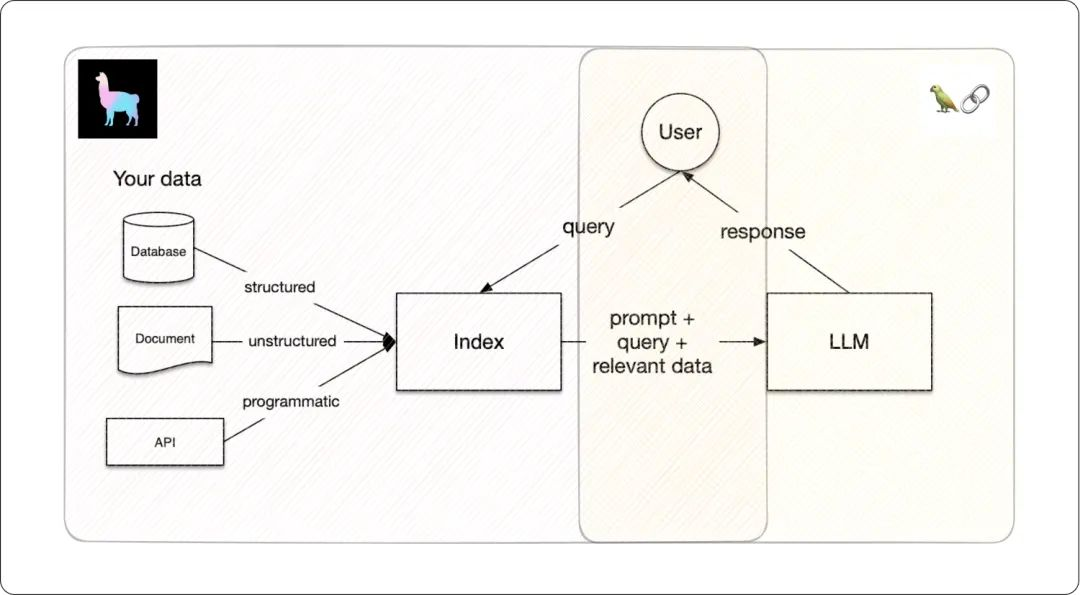 User
Your data
Database
query
response
structured
Index
prompt +
query +
relevant data
LLM
Document
unstructured
programmatic
API